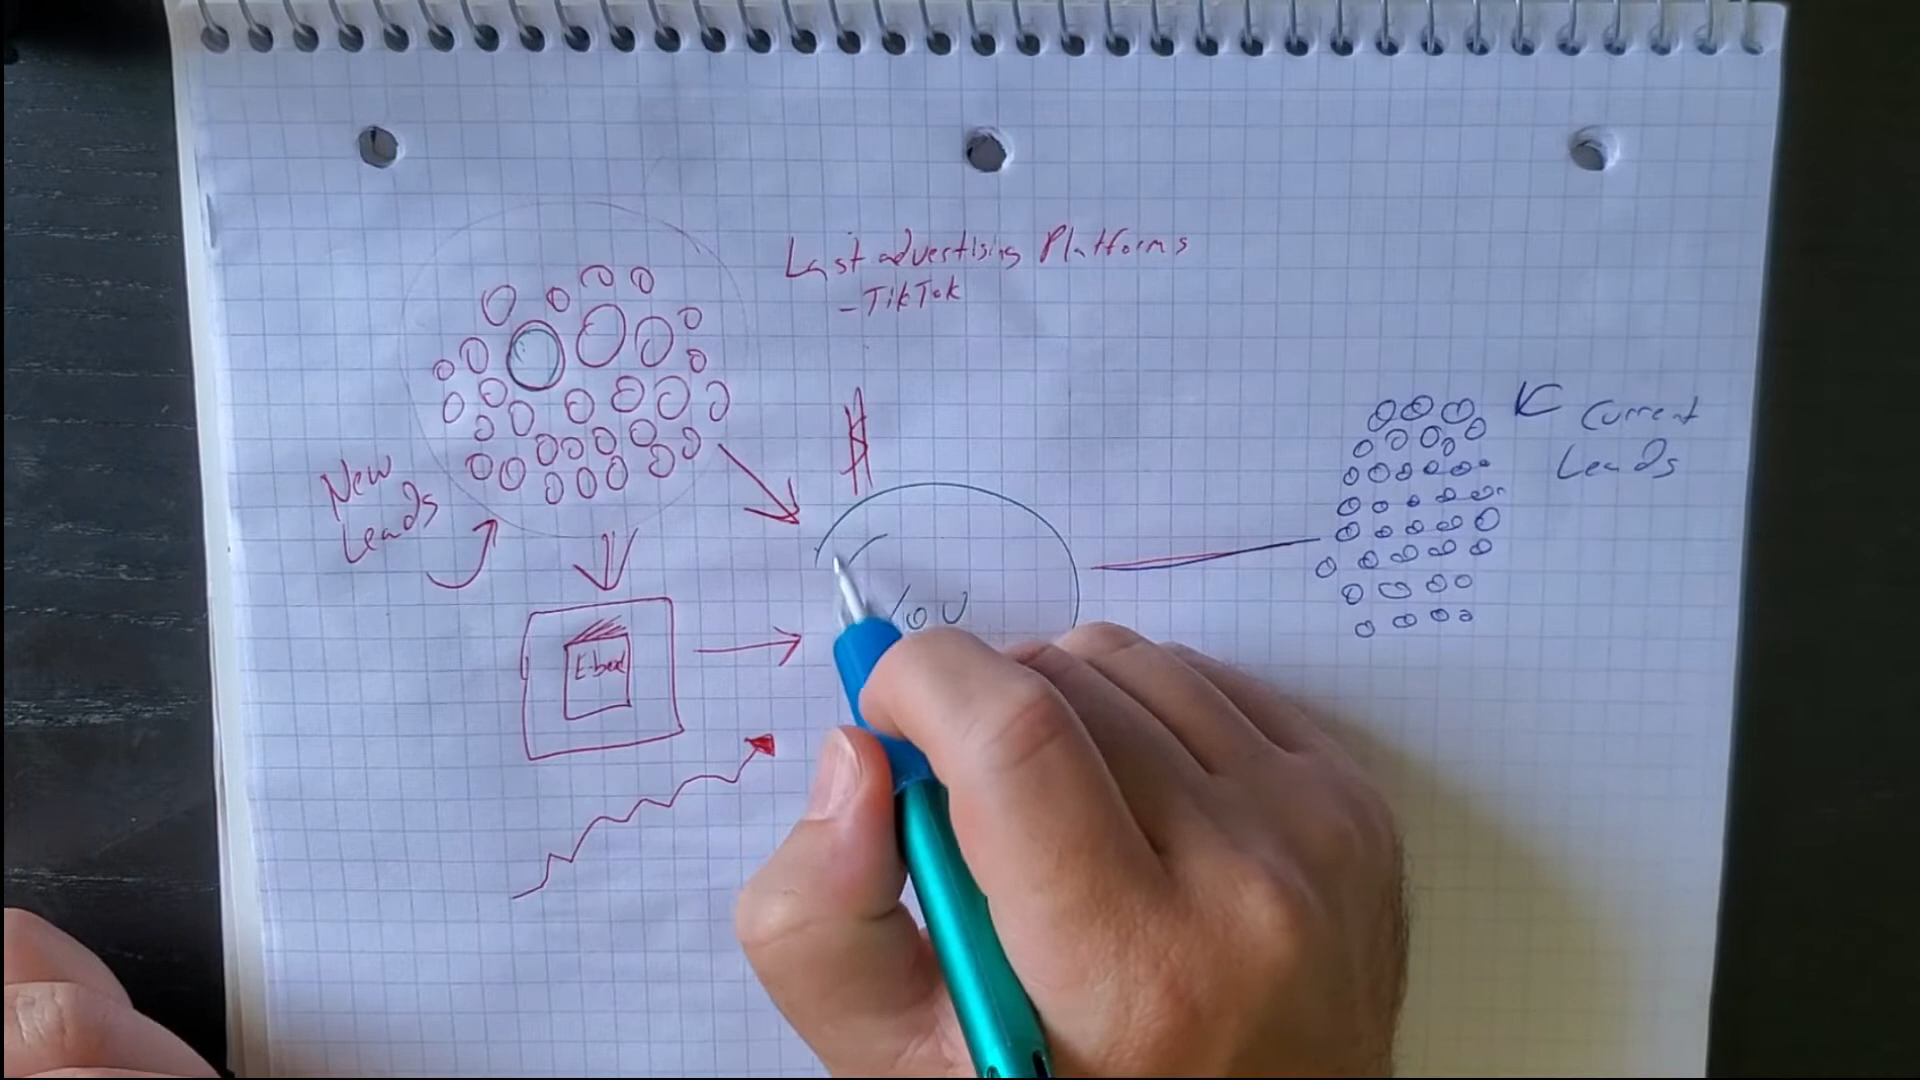 Last advertising Platforms
- TikTok
New
Leads
Current
Leads
E-book
You